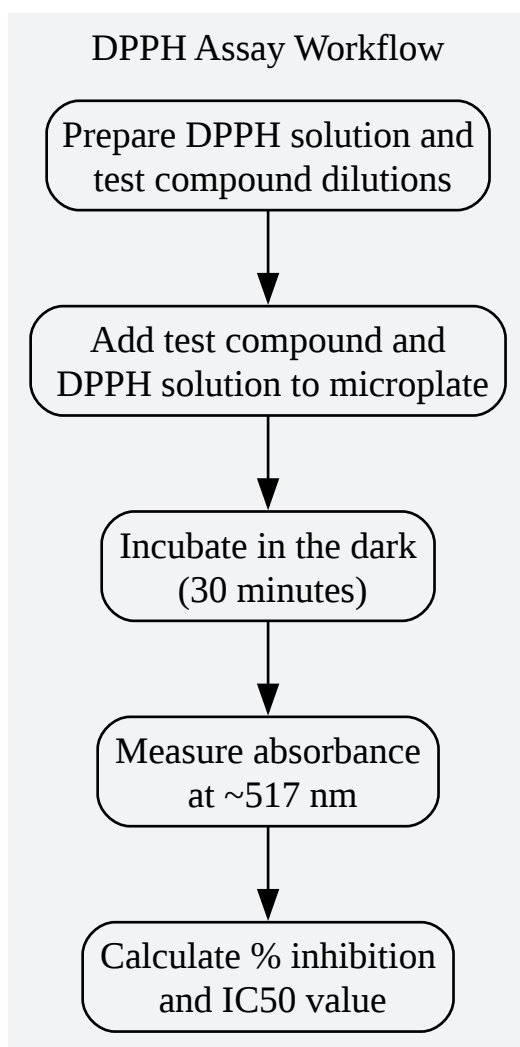 DPPH Assay Workflow
Prepare DPPH solution and
test compound dilutions
Add test compound and
DPPH solution to microplate
Incubate in the dark
(30 minutes)
Measure absorbance
at ~517 nm
Calculate % inhibition
and IC50 value